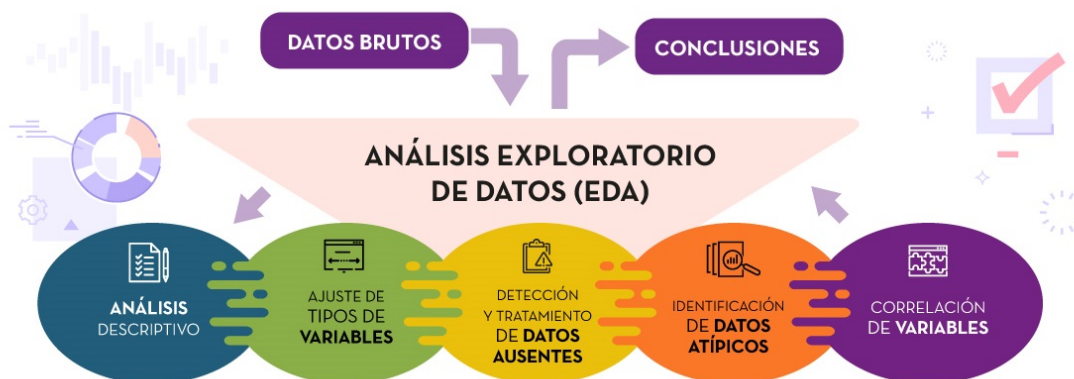 DATOS BRUTOS
CONCLUSIONES
ANÁLISIS EXPLORATORIO
DE DATOS (EDA)
ANÁLISIS
DESCRIPTIVO
AJUSTE DE
TIPOS DE
VARIABLES
DETECCIÓN
Y TRATAMIENTO
DE DATOS
AUSENTES
IDENTIFICACIÓN
DE DATOS
ATÍPICOS
CORRELACIÓN
DE VARIABLES